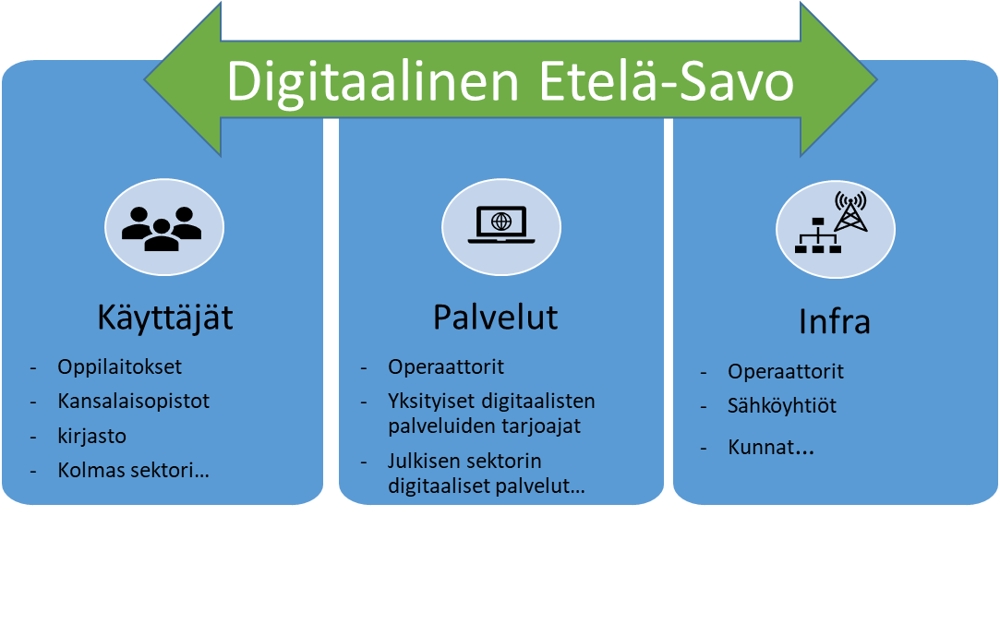 Digitaalinen Etelä-Savo
Käyttäjät
- Oppilaitokset
- Kansalaisopistot
- kirjasto
- Kolmas sektori…
Palvelut
- Operaattorit
- Yksityiset digitaalisten
palveluiden tarjoajat
- Julkisen sektorin
digitaaliset palvelut…
Infra
- Operaattorit
- Sähköyhtiöt
- Kunnat…